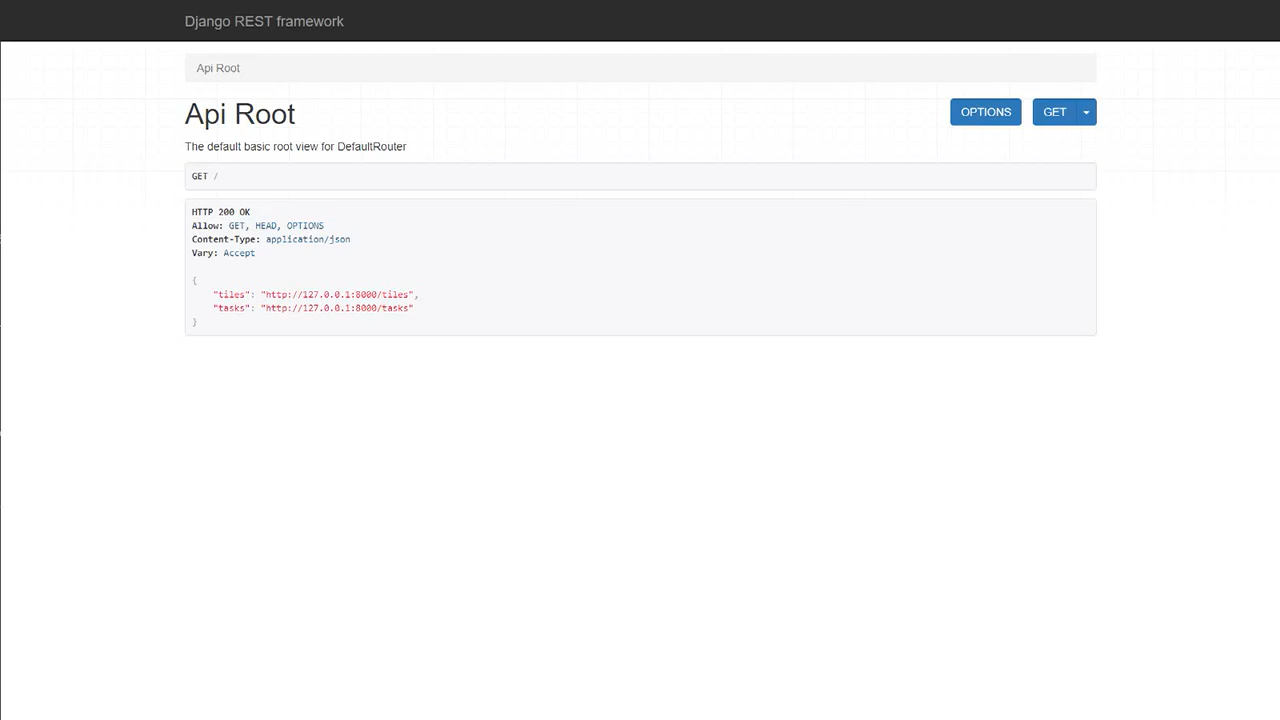 Django REST framework
Api Root
Api Root
OPTIONS
GET
The default basic root view for DefaultRouter
GET /
HTTP 200 OK
Allow: GET, HEAD, OPTIONS
Content-Type: application/json
Vary: Accept
{
"tiles": "http://127.0.0.1:8000/tiles",
"tasks": "http://127.0.0.1:8000/tasks"
}